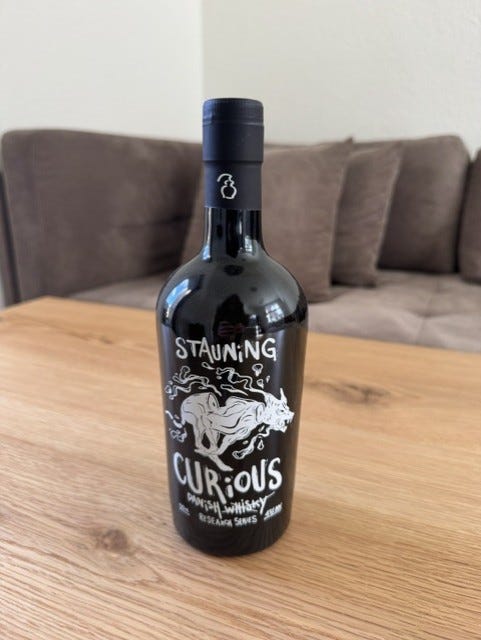 STAUNiNG
CURiOUS
DANiSH WHiSKY
RESEARCH SERiES